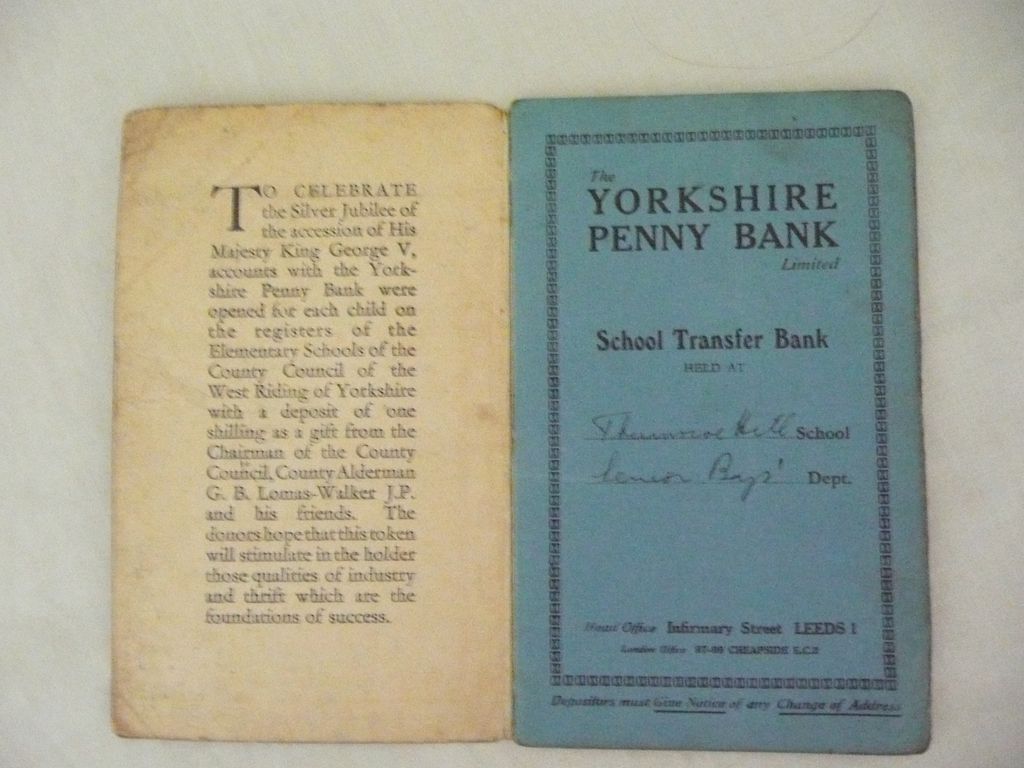 TO CELEBRATE
the Silver Jubilee of
the accession of His
Majesty King George V,
accounts with the York-
shire Penny Bank were
opened for each child on
the registers of the
Elementary Schools of the
County Council of the
West Riding of Yorkshire
with a deposit of one
shilling as a gift from the
Chairman of the County
Council, County Alderman
G. B. Lomas-Walker J.P.
and his friends. The
donors hope that this token
will stimulate in the holder
those qualities of industry
and thrift which are the
foundations of success.
The
YORKSHIRE
PENNY BANK
Limited
School Transfer Bank
HELD AT
Hill School
Senior Boys' Dept.
Head Office Infirmary Street LEEDS 1
London Office CHEAPSIDE E.C.2
Depositors must Give Notice of any Change of Address